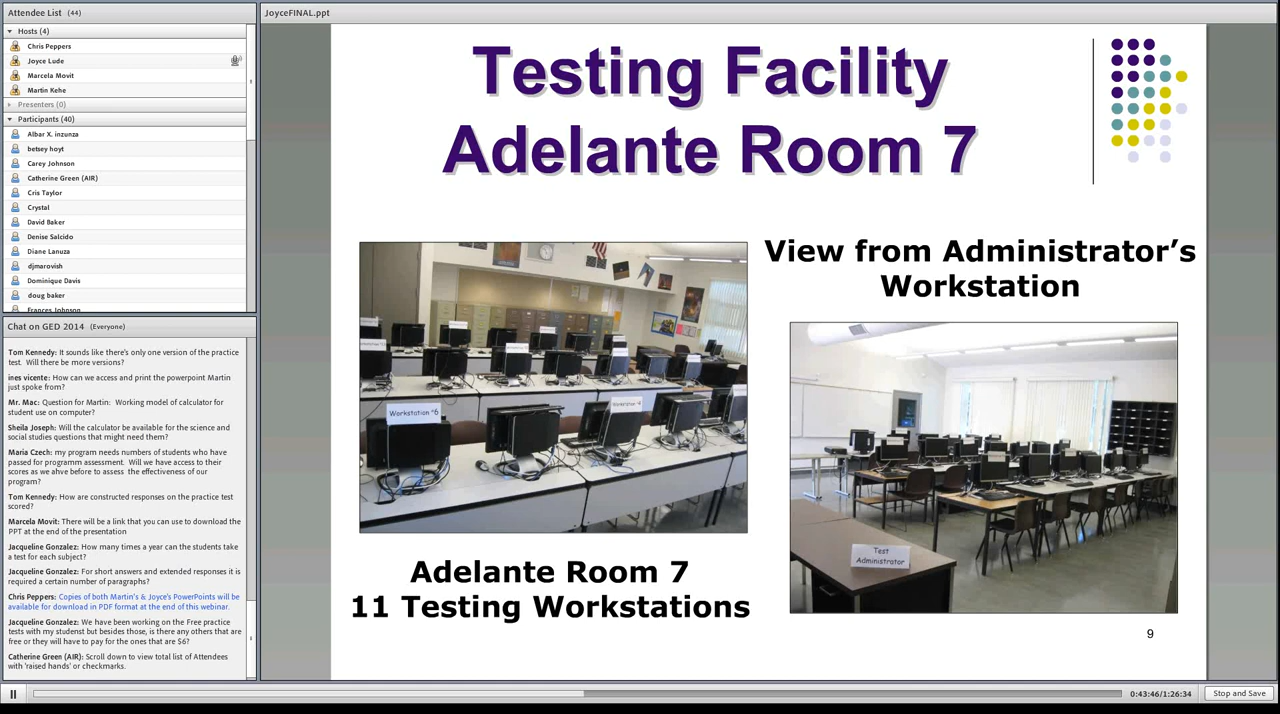 Attendee List (44)
Hosts (4)
Chris Peppers
Joyce Lude
Marcela Movit
Martin Kehe
Presenters (0)
Participants (40)
Albar X. inzunza
betsey hoyt
Carey Johnson
Catherine Green (AIR)
Cris Taylor
Crystal
David Baker
Denise Salcido
Diane Lanuza
djmarovish
Dominique Davis
doug baker
Frances Johnson
Chat on GED 2014 (Everyone)
Tom Kennedy: It sounds like there's only one version of the practice
test. Will there be more versions?
ines vicente: How can we access and print the powerpoint Martin
just spoke from?
Mr. Mac: Question for Martin: Working model of calculator for
student use on computer?
Sheila Joseph: Will the calculator be available for the science and
social studies questions that might need them?
Maria Czech: my program needs numbers of students who have
passed for programm assessment. Will we have access to their
scores as we ahve before to assess the effectiveness of our
program?
Tom Kennedy: How are constructed responses on the practice test
scored?
Marcela Movit: There will be a link that you can use to download the
PPT at the end of the presentation
Jacqueline Gonzalez: How many times a year can the students take
a test for each subject?
Jacqueline Gonzalez: For short answers and extended responses it is
required a certain number of paragraphs?
Chris Peppers: Copies of both Martin's & Joyce's PowerPoints will be
available for download in PDF format at the end of this webinar.
Jacqueline Gonzalez: We have been working on the Free practice
tests with my studenst but besides those, is there any others that are
free or they will have to pay for the ones that are $6?
Catherine Green (AIR): Scroll down to view total list of Attendees
with 'raised hands' or checkmarks.
JoyceFINAL.ppt
Testing Facility
Adelante Room 7
View from Administrator's
Workstation
Workstation #6
Test
Administrator
Adelante Room 7
11 Testing Workstations
9
0:43:46/1:26:34
Stop and Save